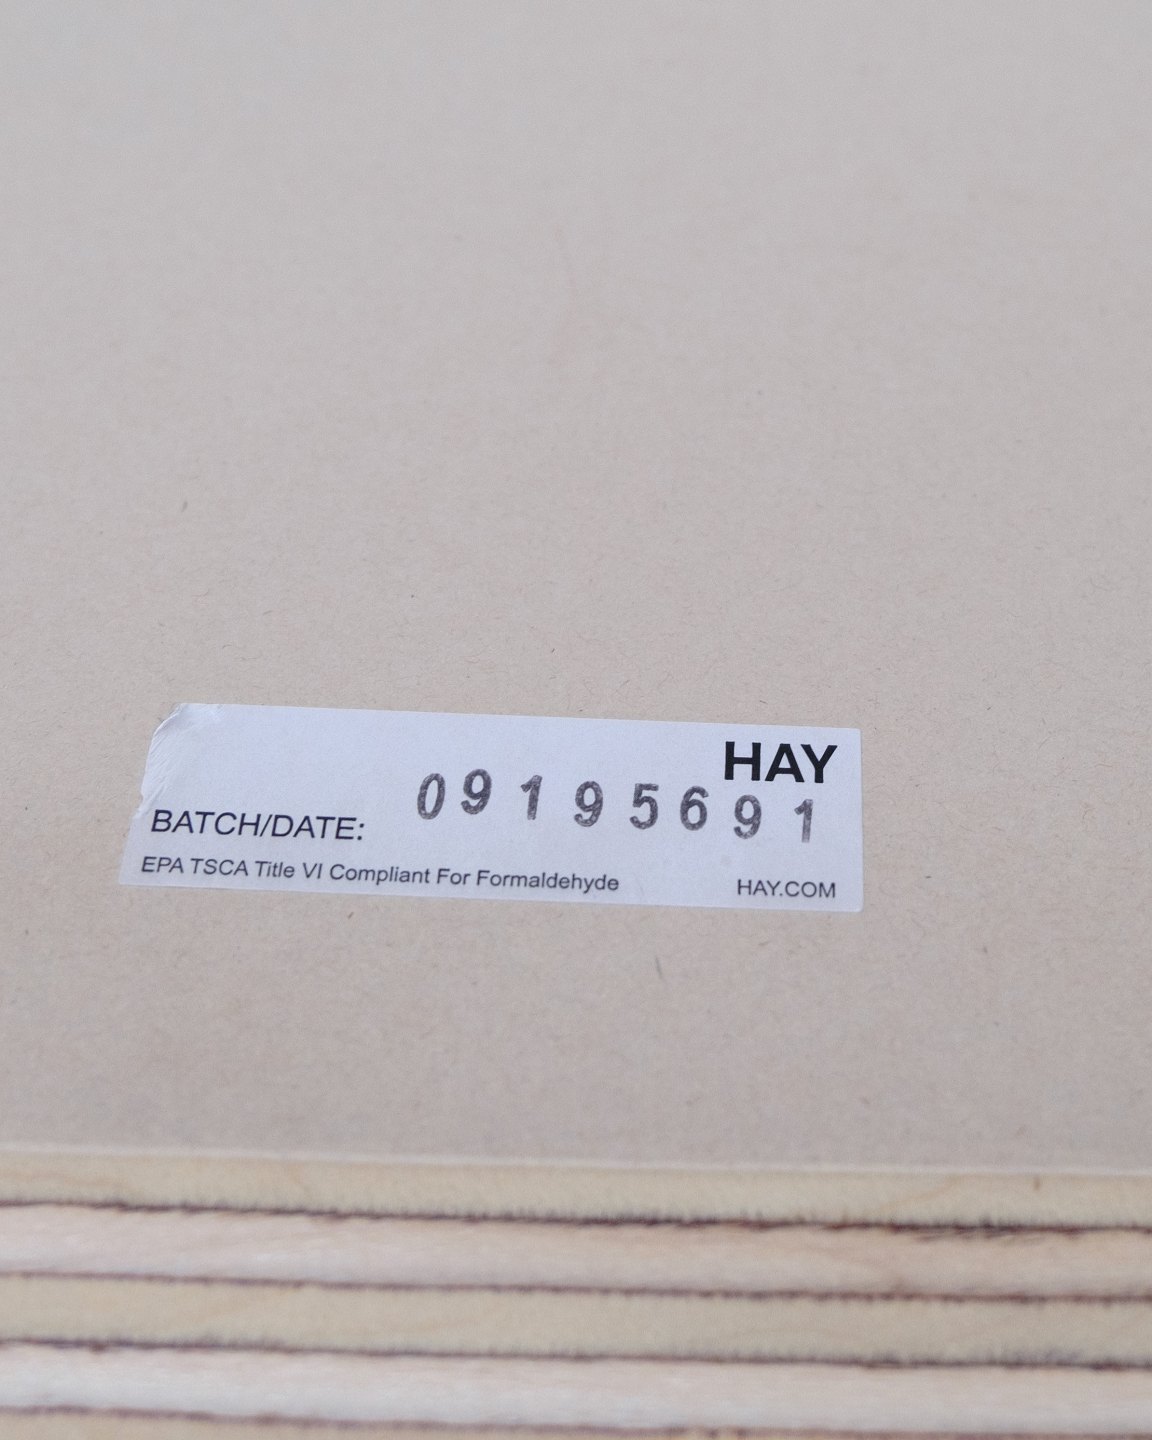 HAY
BATCH/DATE: 09195691
EPA TSCA Title VI Compliant For Formaldehyde HAY.COM